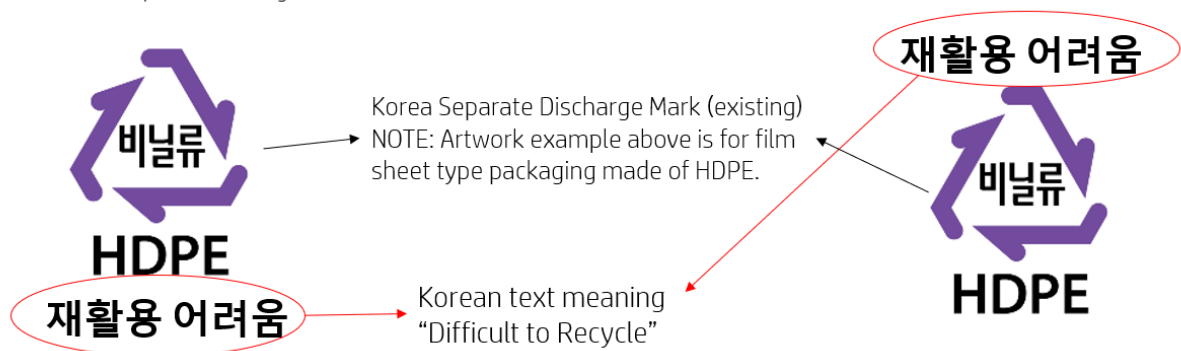 재활용 어려움
비닐류
HDPE
재활용 어려움
Korea Separate Discharge Mark (existing)
NOTE: Artwork example above is for film
sheet type packaging made of HDPE.
Korean text meaning
“Difficult to Recycle”
비닐류
HDPE